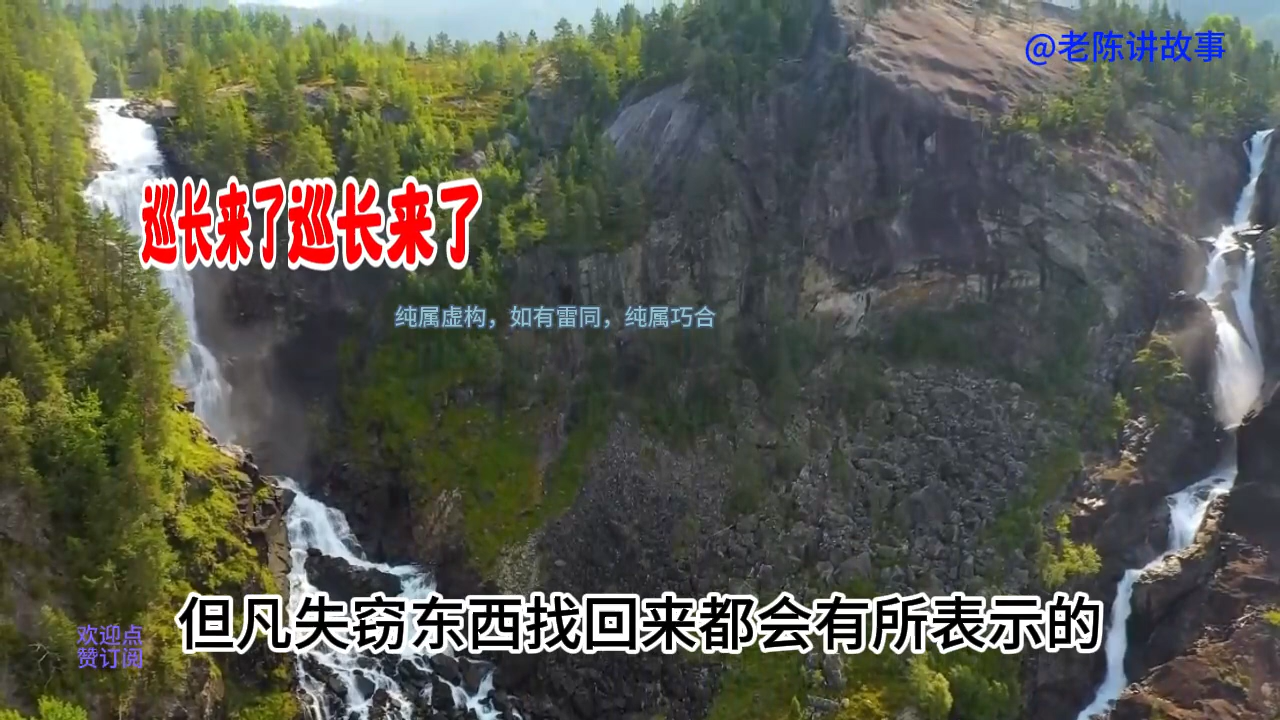 @老陈讲故事
巡长来了巡长来了
纯属虚构，如有雷同，纯属巧合
但凡失窃东西找回来都会有所表示的
欢迎点
赞订阅